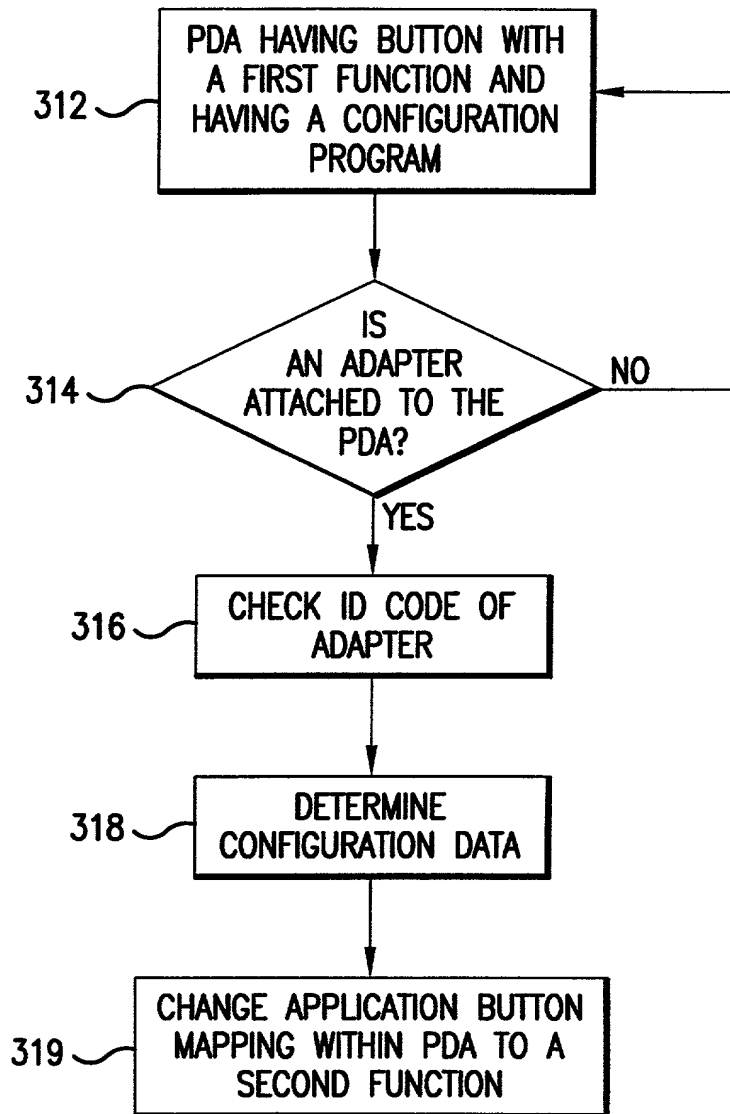 PDA HAVING BUTTON WITH
A FIRST FUNCTION AND
HAVING A CONFIGURATION
PROGRAM
312
IS
AN ADAPTER
ATTACHED TO THE
PDA?
314
NO
YES
CHECK ID CODE OF
ADAPTER
316
DETERMINE
CONFIGURATION DATA
318
CHANGE APPLICATION BUTTON
MAPPING WITHIN PDA TO A
SECOND FUNCTION
319